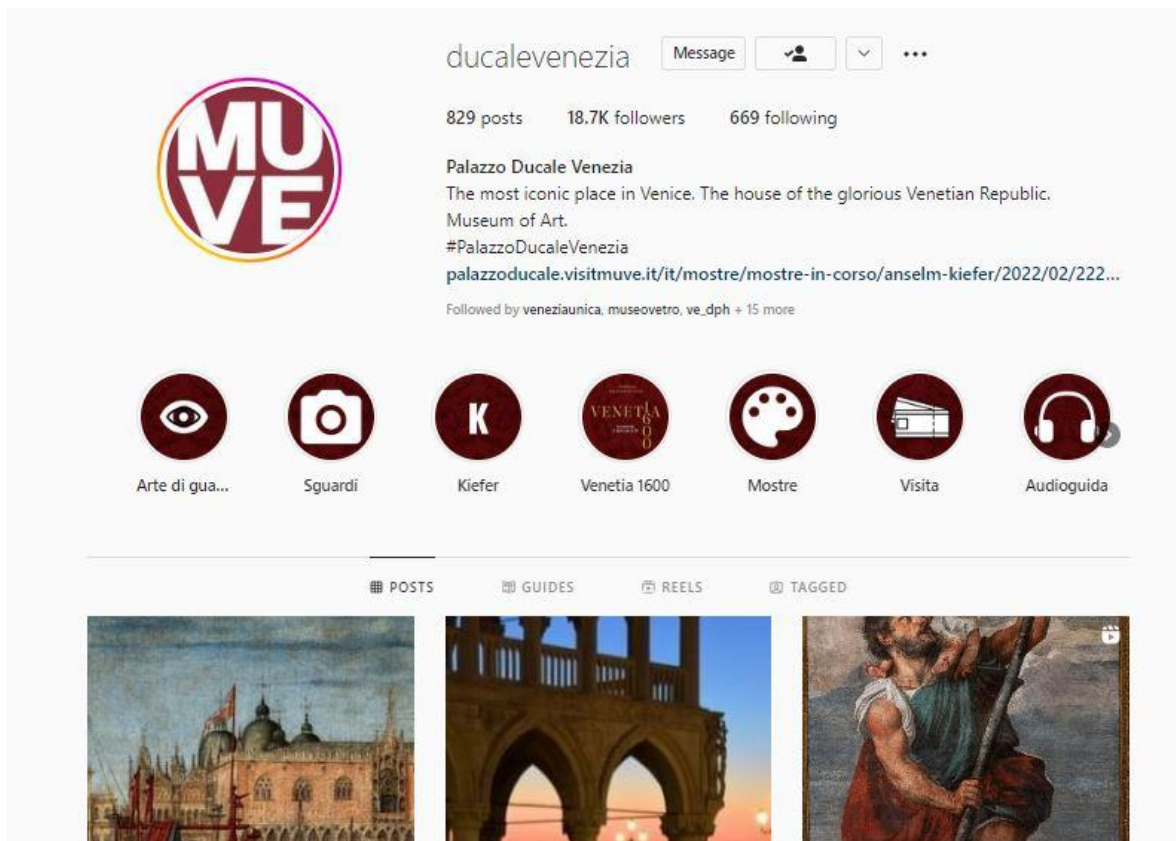 ducalevenezia Message
829 posts 18.7K followers 669 following
MU
VE
Palazzo Ducale Venezia
The most iconic place in Venice. The house of the glorious Venetian Republic.
Museum of Art.
#PalazzoDucaleVenezia
palazzoducale.visitmuve.it/it/mostre/mostre-in-corso/anselm-kiefer/2022/02/222...
Followed by veneziaunica, museovetro, ve_dph + 15 more
K
VENETIA
1600
Arte di gua... Sguardi Kiefer Venetia 1600 Mostre Visita Audioguida
POSTS GUIDES REELS TAGGED